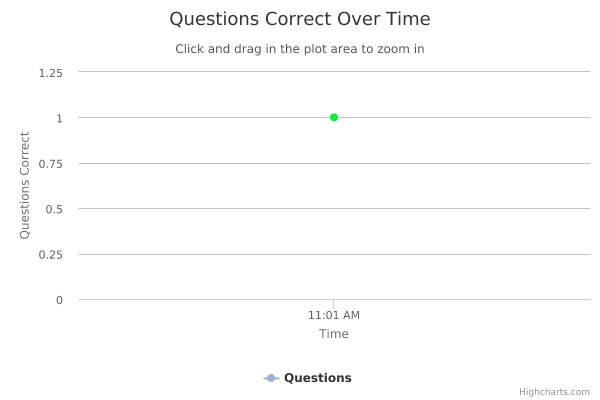 Questions Correct Over Time
Click and drag in the plot area to zoom in
1.25
1
0.75
0.5
0.25
0
Questions Correct
11:01 AM
Time
Questions
Highcharts.com